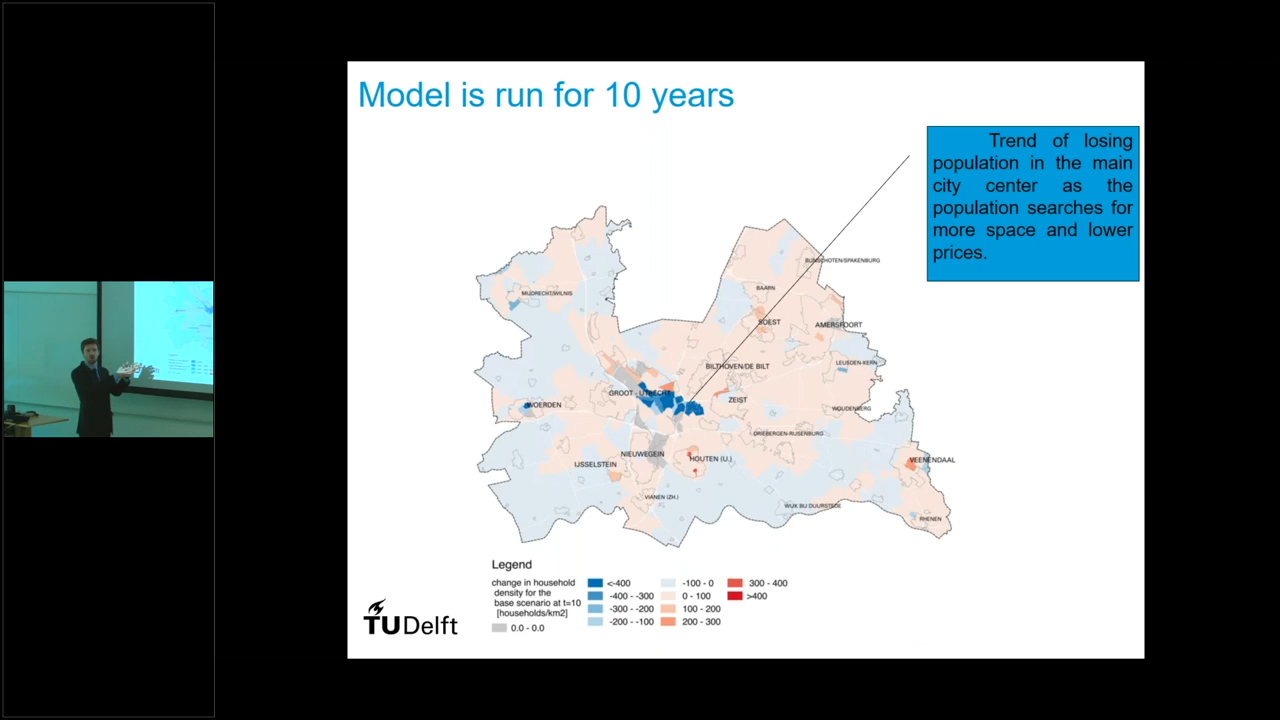 Model is run for 10 years
Trend of losing
population in the main
city center as the
population searches for
more space and lower
prices.
BUNSCHOTEN/SPAKENBURG
BAARN
MIJDRECHT/WILNIS
SOEST
AMERSFOORT
LEUSDEN-KERN
BILTHOVEN/DE BILT
GROOT - UTRECHT
ZEIST
WOERDEN
WOUDENBERG
DRIEBERGEN-RIJSENBURG
NIEUWEGEIN
HOUTEN (U.)
VEENENDAAL
IJSSELSTEIN
VIANEN (ZH.)
WIJK BIJ DUURSTEDE
RHENEN
Legend
change in household
density for the
base scenario at t=10
[households/km2]
0.0 - 0.0
<-400
-400 - -300
-300 - -200
-200 - -100
-100 - 0
0 - 100
100 - 200
200 - 300
300 - 400
>400
TUDelft